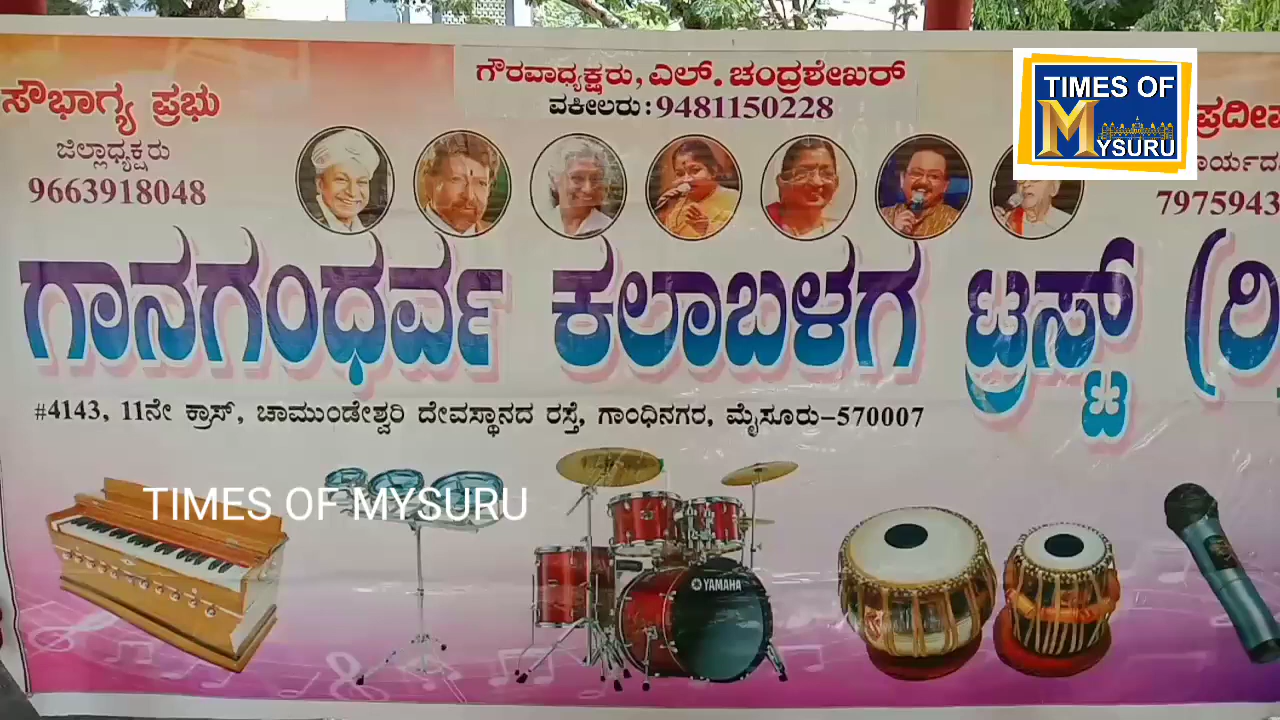 ಗೌರವಾಧ್ಯಕ್ಷರು, ಎಲ್. ಚಂದ್ರಶೇಖರ್
ವಕೀಲರು: 9481150228
ಸೌಭಾಗ್ಯ ಪ್ರಭು
ಜಿಲ್ಲಾಧ್ಯಕ್ಷರು
9663918048
TIMES OF
MYSURU
7975943
ಗಾನಗಂಧರ್ವ ಕಲಾಬಳಗ ಟ್ರಸ್ಟ್ (ರಿ
#4143, 11ನೇ ಕ್ರಾಸ್, ಚಾಮುಂಡೇಶ್ವರಿ ದೇವಸ್ಥಾನದ ರಸ್ತೆ, ಗಾಂಧಿನಗರ, ಮೈಸೂರು-570007
TIMES OF MYSURU
YAMAHA